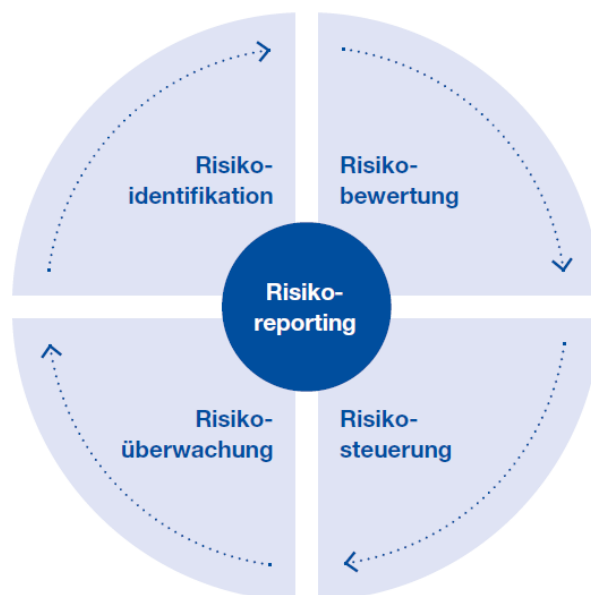 Risiko-
identifikation
Risiko-
bewertung
Risiko-
reporting
Risiko-
überwachung
Risiko-
steuerung